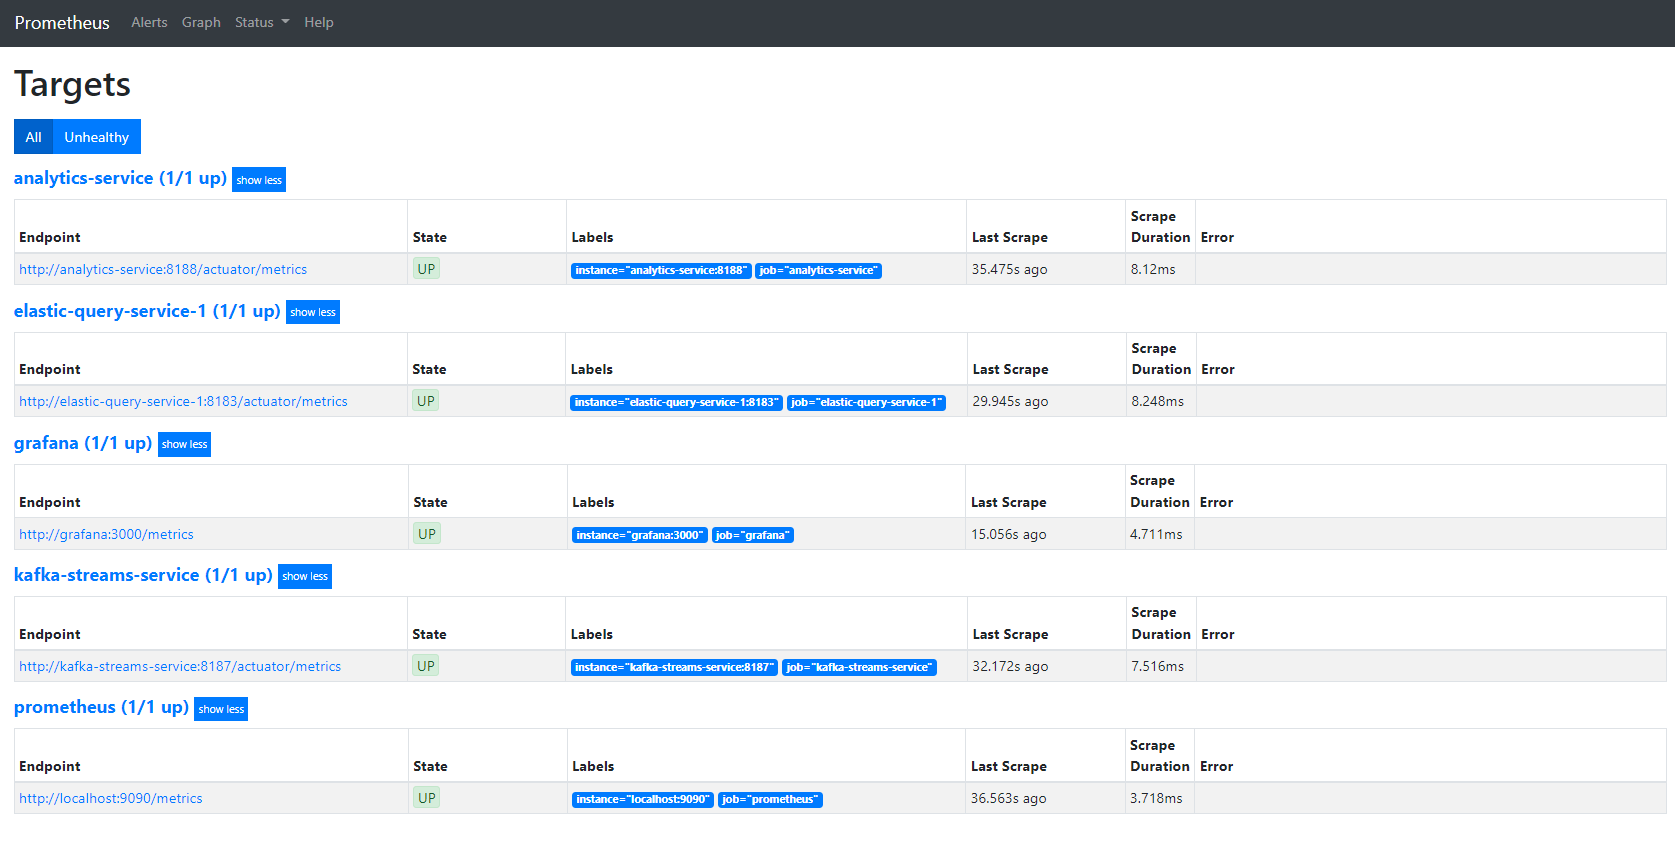 Prometheus Alerts Graph Status Help
Targets
All Unhealthy
analytics-service (1/1 up) show less
Endpoint State Labels Last Scrape Scrape Duration Error
http://analytics-service:8188/actuator/metrics UP instance="analytics-service:8188" job="analytics-service" 35.475s ago 8.12ms
elastic-query-service-1 (1/1 up) show less
Endpoint State Labels Last Scrape Scrape Duration Error
http://elastic-query-service-1:8183/actuator/metrics UP instance="elastic-query-service-1:8183" job="elastic-query-service-1" 29.945s ago 8.248ms
grafana (1/1 up) show less
Endpoint State Labels Last Scrape Scrape Duration Error
http://grafana:3000/metrics UP instance="grafana:3000" job="grafana" 15.056s ago 4.711ms
kafka-streams-service (1/1 up) show less
Endpoint State Labels Last Scrape Scrape Duration Error
http://kafka-streams-service:8187/actuator/metrics UP instance="kafka-streams-service:8187" job="kafka-streams-service" 32.172s ago 7.516ms
prometheus (1/1 up) show less
Endpoint State Labels Last Scrape Scrape Duration Error
http://localhost:9090/metrics UP instance="localhost:9090" job="prometheus" 36.563s ago 3.718ms